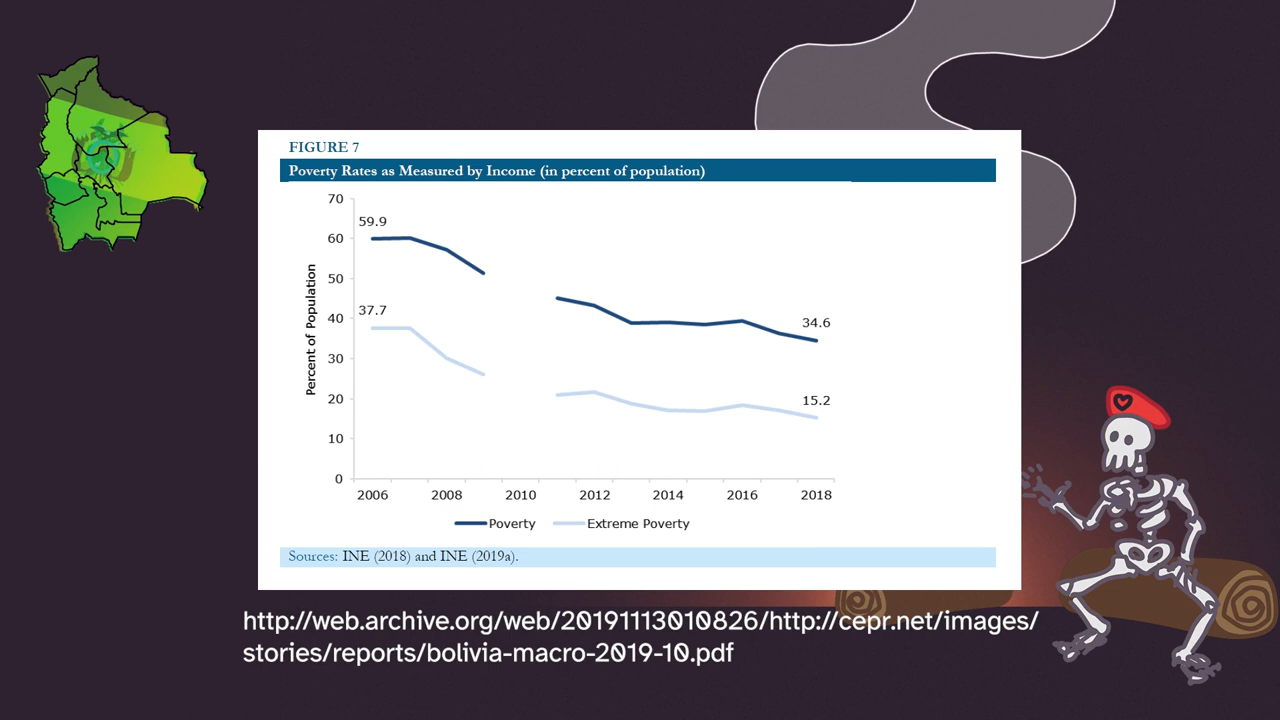 FIGURE 7
Poverty Rates as Measured by Income (in percent of population)
70
59.9
60
50
40
37.7
34.6
30
20
15.2
10
0
Percent of Population
2006 2008 2010 2012 2014 2016 2018
Poverty Extreme Poverty
Sources: INE (2018) and INE (2019a).
http://web.archive.org/web/20191113010826/http://cepr.net/images/
stories/reports/bolivia-macro-2019-10.pdf